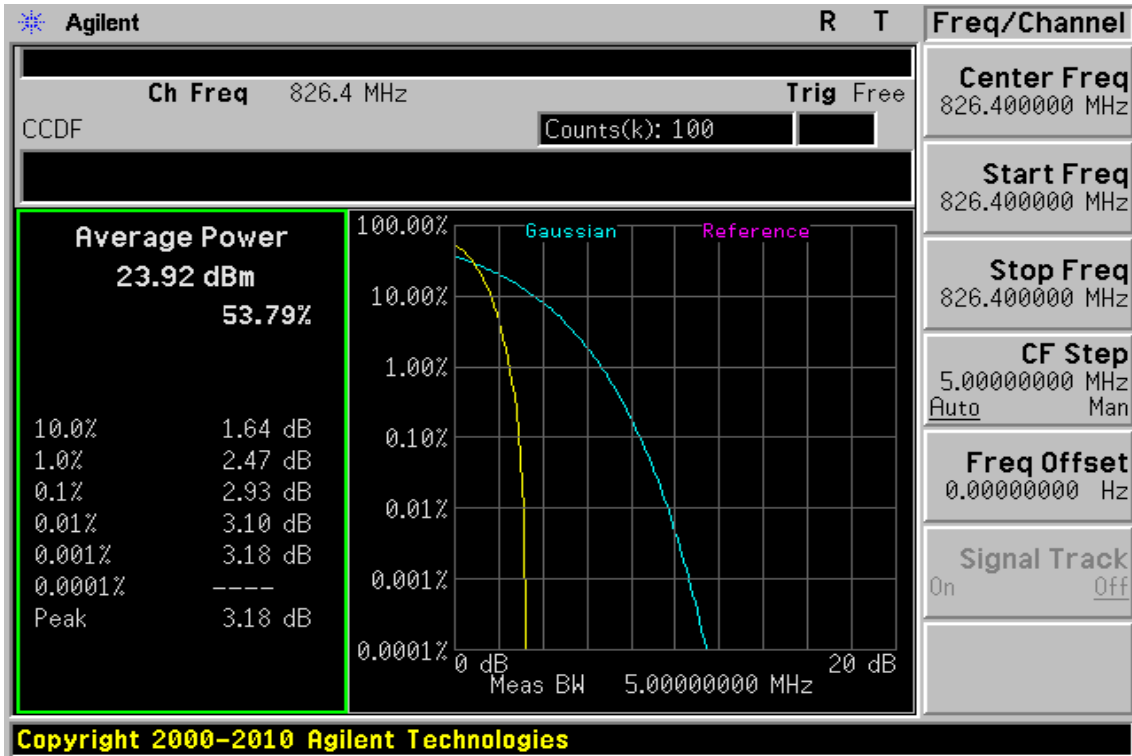 Agilent R T
Ch Freq 826.4 MHz Trig Free
CCDF Counts(k): 100
Average Power
23.92 dBm
53.79%
10.0% 1.64 dB
1.0% 2.47 dB
0.1% 2.93 dB
0.01% 3.10 dB
0.001% 3.18 dB
0.0001% ----
Peak 3.18 dB
Gaussian Reference
100.00%
10.00%
1.00%
0.10%
0.01%
0.001%
0.0001%
0 dB 20 dB
Meas BW 5.00000000 MHz
Freq/Channel
Center Freq
826.400000 MHz
Start Freq
826.400000 MHz
Stop Freq
826.400000 MHz
CF Step
5.00000000 MHz
Auto Man
Freq Offset
0.00000000 Hz
Signal Track
On Off
Copyright 2000-2010 Agilent Technologies